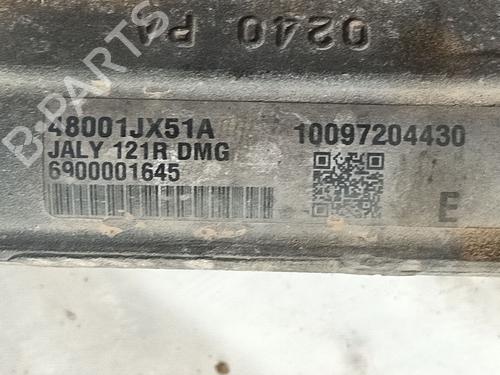 0240 P4
B-PARTS
48001JX51A 10097204430
JALY 121R DMG
6900001645
E